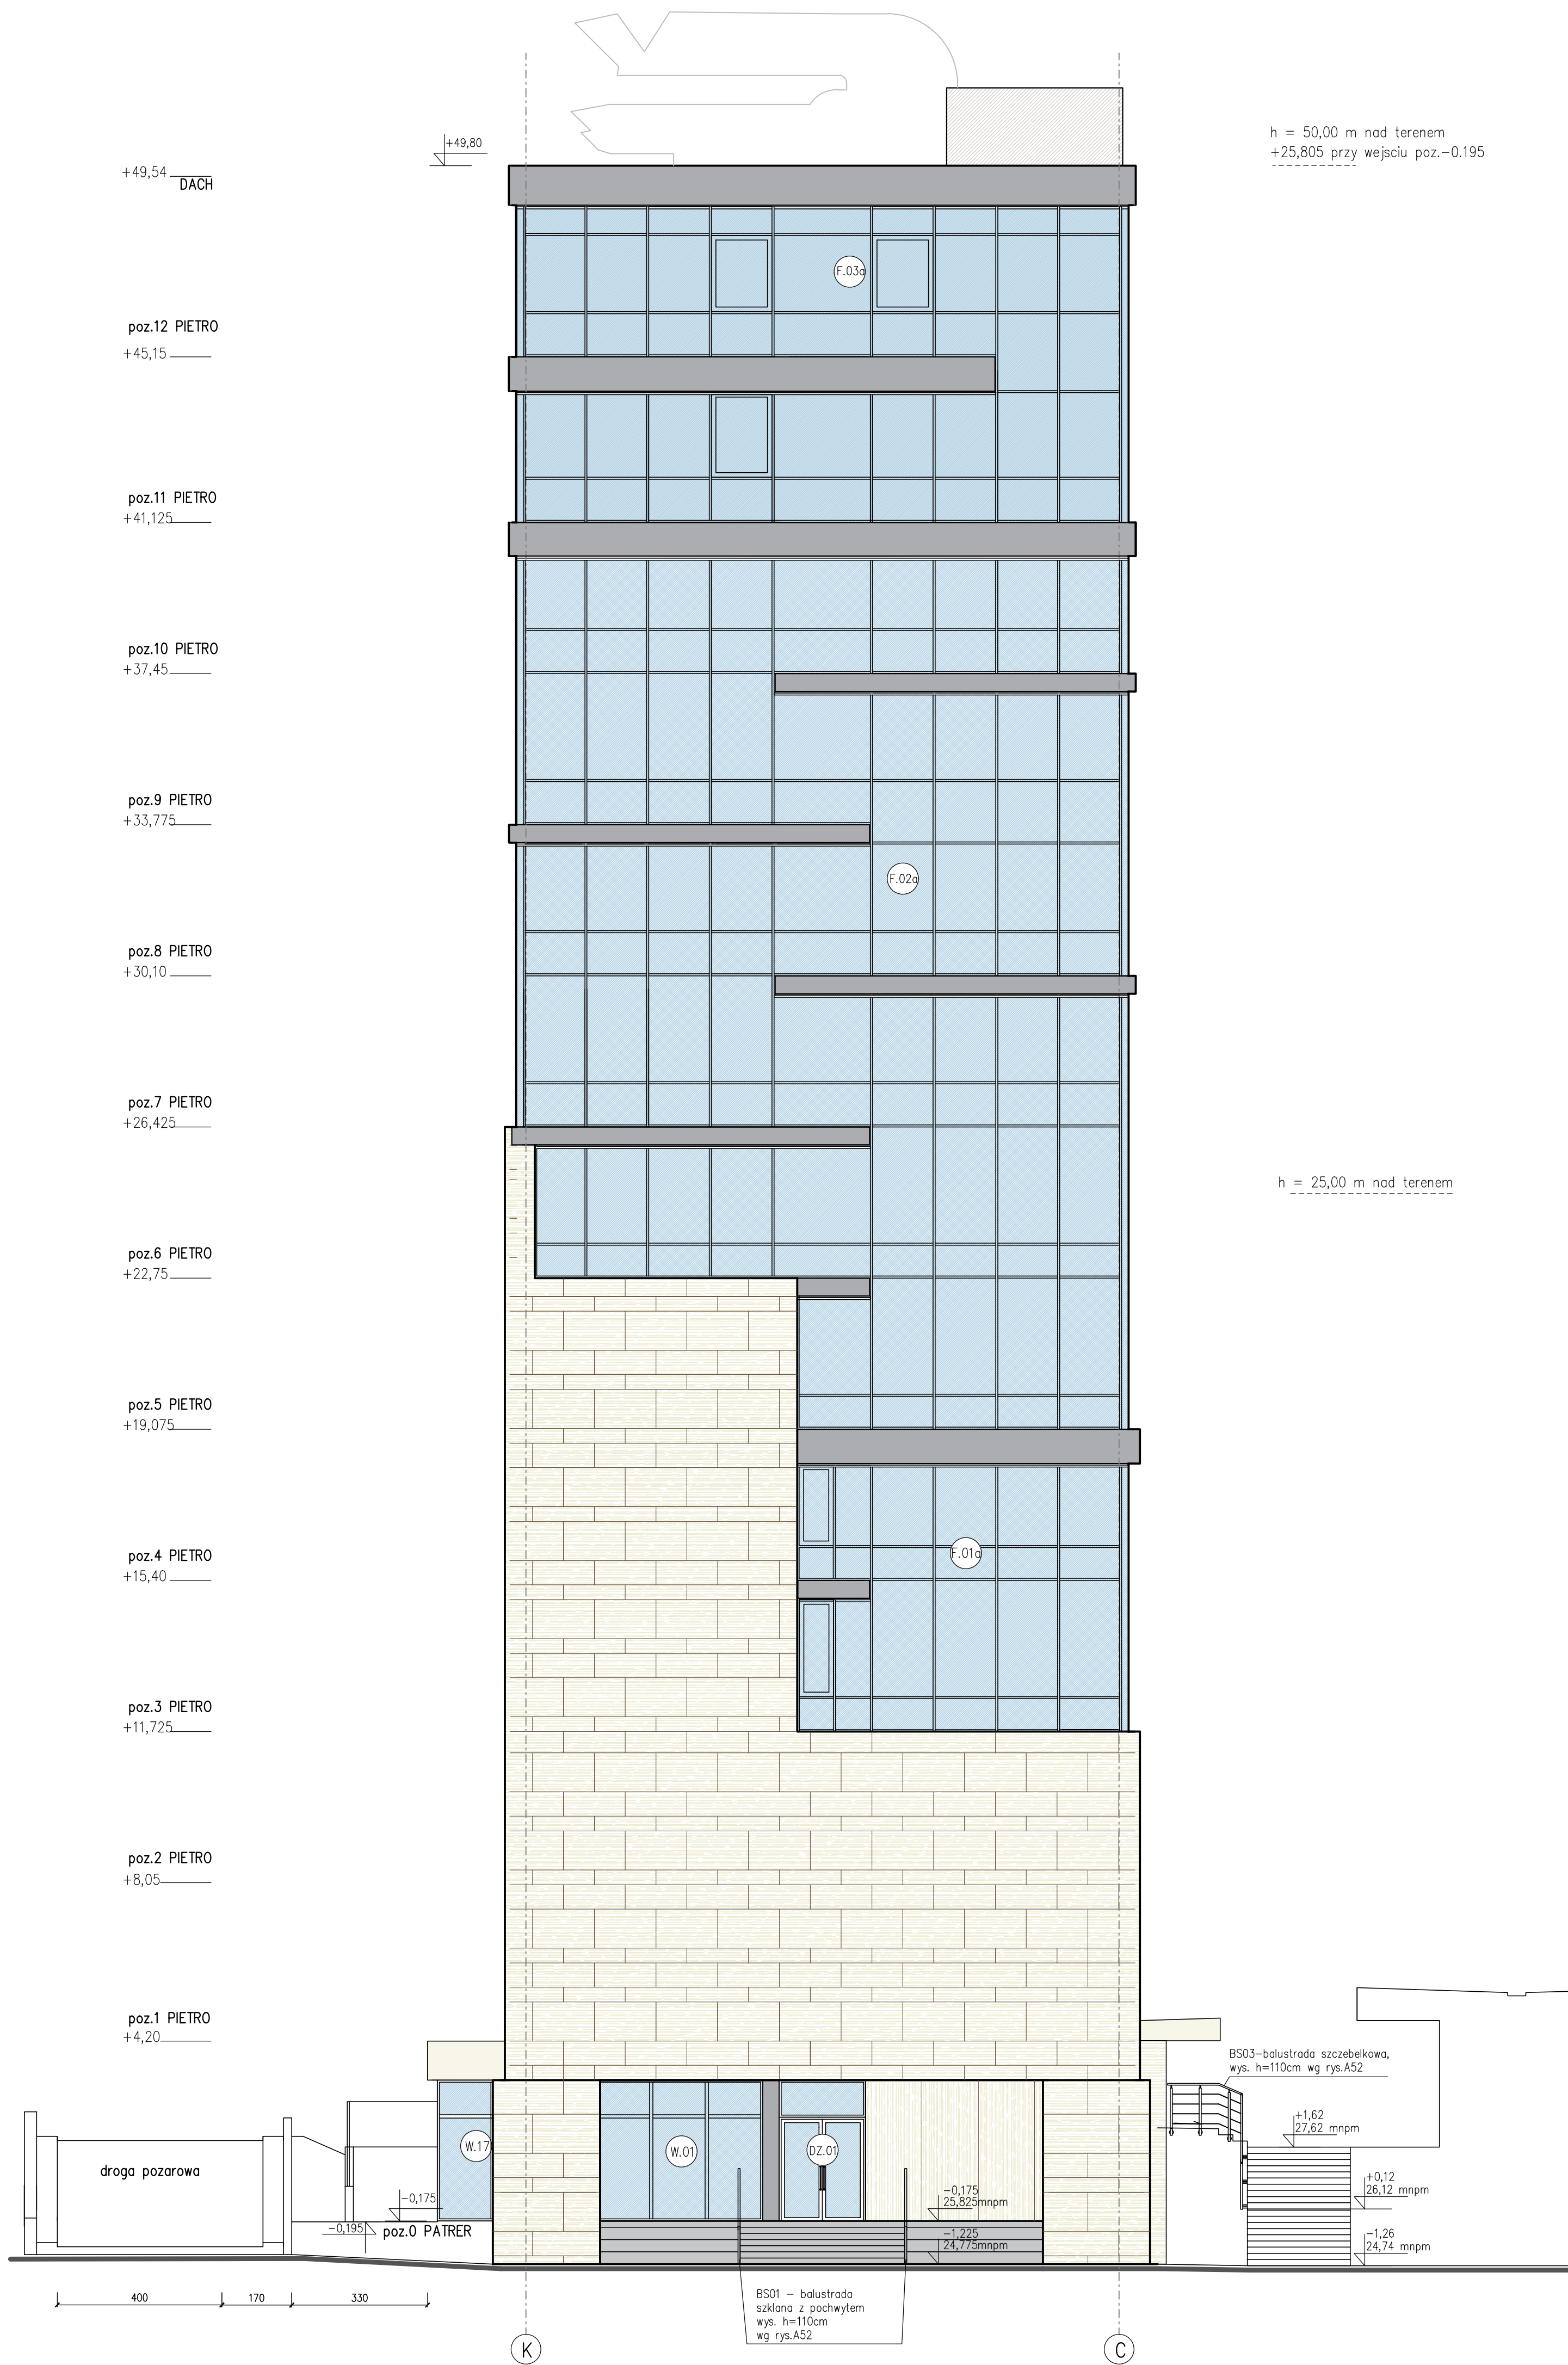 +49,80
h = 50,00 m nad terenem
+25,805 przy wejsciu poz.-0.195
+49,54
DACH
F.03a
poz.12 PIETRO
+45,15
poz.11 PIETRO
+41,125
poz.10 PIETRO
+37,45
poz.9 PIETRO
+33,775
F.02a
poz.8 PIETRO
+30,10
poz.7 PIETRO
+26,425
h = 25,00 m nad terenem
poz.6 PIETRO
+22,75
poz.5 PIETRO
+19,075
poz.4 PIETRO
+15,40
F.01a
poz.3 PIETRO
+11,725
poz.2 PIETRO
+8,05
poz.1 PIETRO
+4,20
BS03-balustrada szczebelkowa,
wys. h=110cm wg rys.A52
+1,62
27,62 mnpm
W.17
W.01
DZ.01
droga pozarowa
+0,12
26,12 mnpm
-0,175
-0,175
25,825mnpm
-0,195
poz.0 PATRER
-1,225
24,775mnpm
-1,26
24,74 mnpm
400
170
330
BS01 - balustrada
szklana z pochwytem
wys. h=110cm
wg rys.A52
K
C